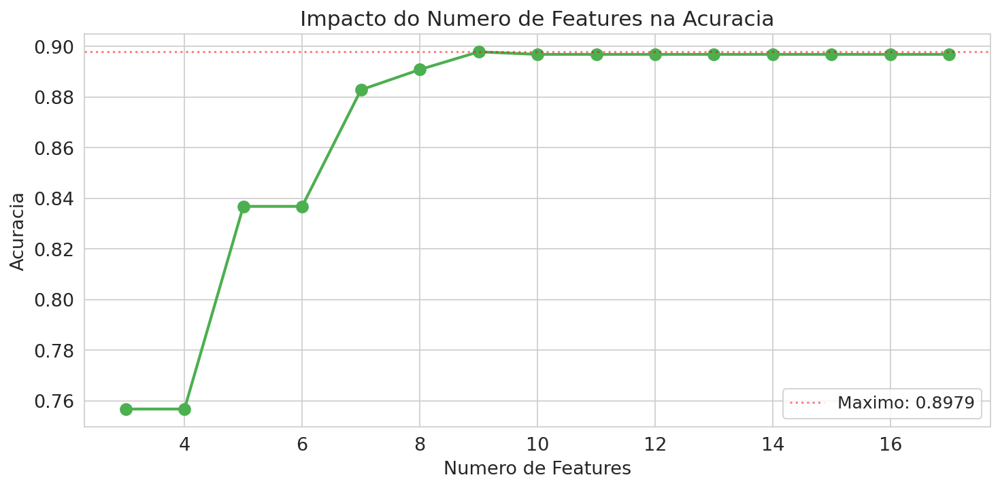 Impacto do Numero de Features na Acuracia
Acuracia
0.90
0.88
0.86
0.84
0.82
0.80
0.78
0.76
Maximo: 0.8979
4 6 8 10 12 14 16
Numero de Features